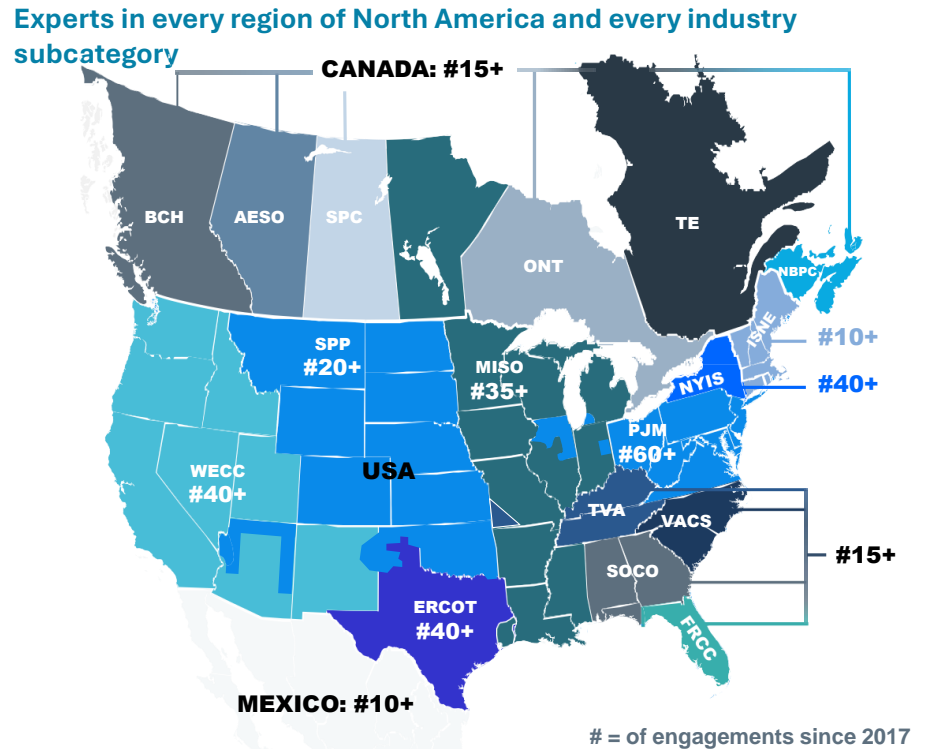 Experts in every region of North America and every industry
subcategory
CANADA: #15+
BCH
AESO
SPC
ONT
TE
NBPC
ISNE
#10+
SPP
#20+
MISO
#35+
NYIS
#40+
PJM
#60+
USA
WECC
#40+
TVA
VACS
#15+
SOCO
ERCOT
#40+
FRCC
MEXICO: #10+
# = of engagements since 2017